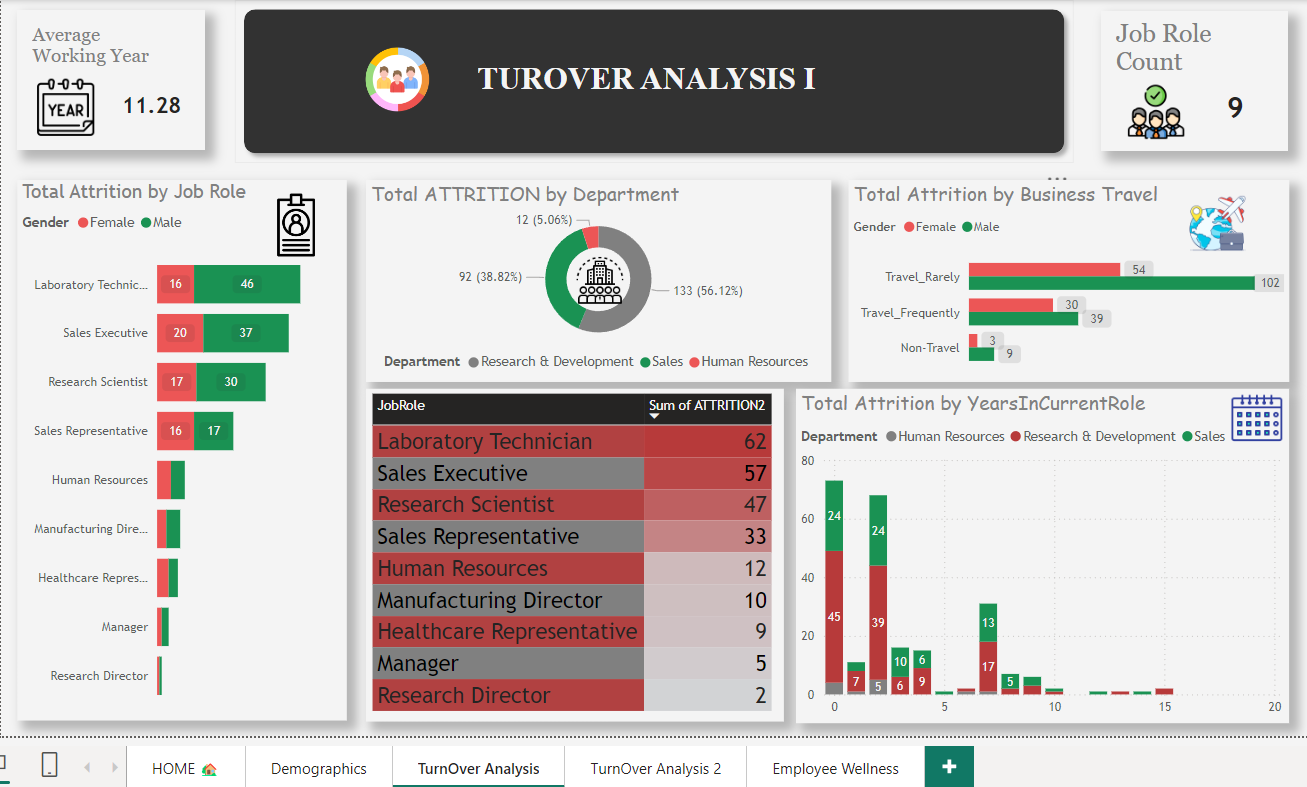 Average
Working Year
YEAR
11.28
TUROVER ANALYSIS I
Job Role
Count
9
Total Attrition by Job Role
Gender Female Male
Laboratory Technic... 16 46
Sales Executive 20 37
Research Scientist 17 30
Sales Representative 16 17
Human Resources
Manufacturing Dire...
Healthcare Repres...
Manager
Research Director
Total ATTRITION by Department
12 (5.06%)
92 (38.82%)
133 (56.12%)
Department Research & Development Sales Human Resources
Total Attrition by Business Travel
Gender Female Male
Travel_Rarely 54
102
Travel_Frequently 30
39
Non-Travel 3
9
JobRole Sum of ATTRITION2
Laboratory Technician 62
Sales Executive 57
Research Scientist 47
Sales Representative 33
Human Resources 12
Manufacturing Director 10
Healthcare Representative 9
Manager 5
Research Director 2
Total Attrition by YearsInCurrentRole
Department Human Resources Research & Development Sales
80
60
40
20
0
24
45
7
24
39
5
10
6
6
9
13
17
5
0 5 10 15 20
HOME Demographics TurnOver Analysis TurnOver Analysis 2 Employee Wellness +